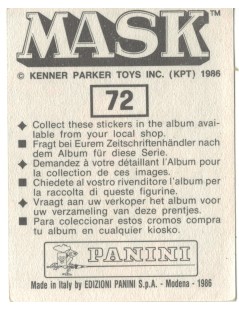 MASK
© KENNER PARKER TOYS INC. (KPT) 1986
72
Collect these stickers in the album avai-
lable from your local shop.
Fragt bei Eurem Zeitschriftenhändler nach
dem Album für diese Serie.
Demandez à votre détaillant l'Album pour
la collection de ces images.
Chiedete al vostro rivenditore l'album per
la raccolta di queste figurine.
Vraagt aan uw verkoper het album voor
uw verzameling van deze prentjes.
Para coleccionar estos cromos compra
tu album en cualquier kiosko.
PANINI
Made in Italy by EDIZIONI PANINI S.p.A. - Modena - 1986